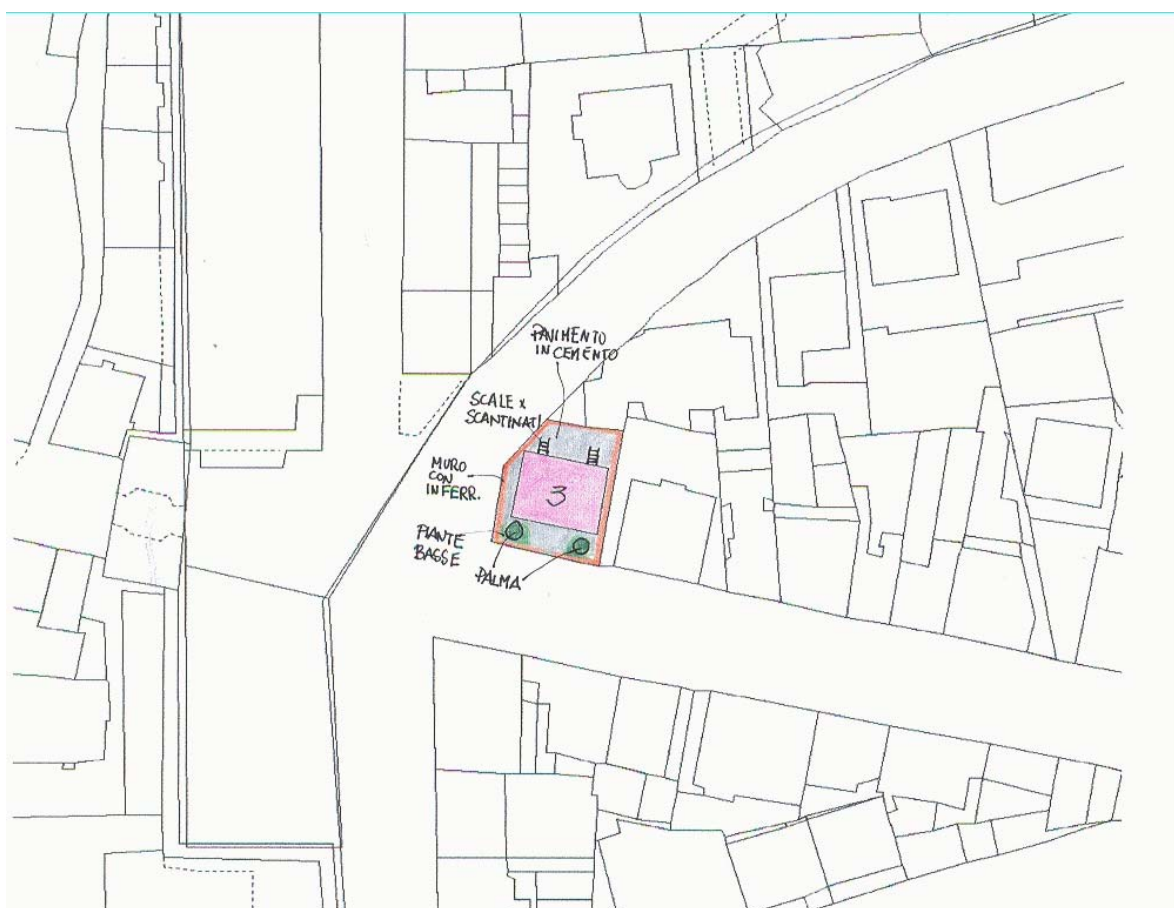 PAVIMENTO
IN CEMENTO
SCALE x
SCANTINATI
MURO
CON
INFERR.
3
PIANTE
BASSE
PALMA